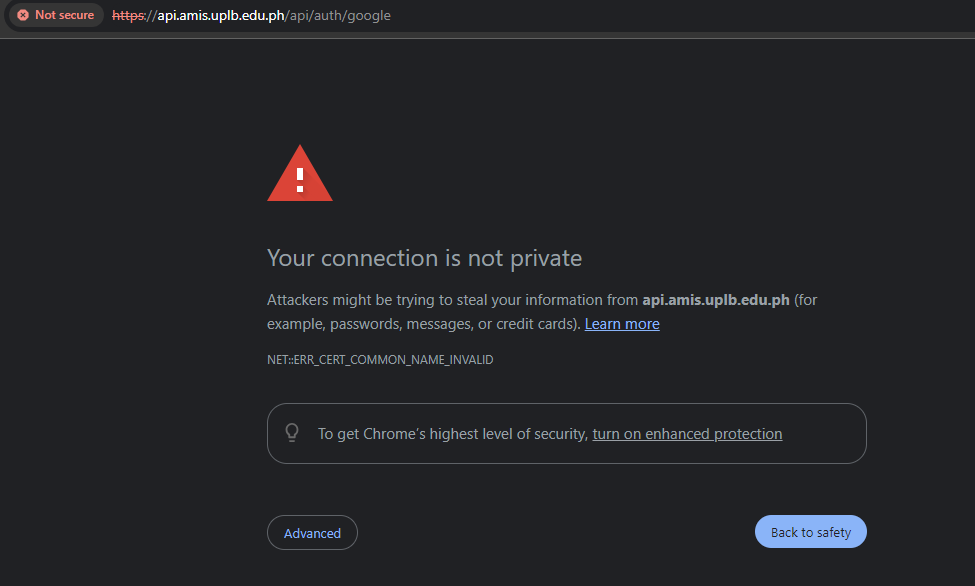 Not secure https://api.amis.uplb.edu.ph/api/auth/google
Your connection is not private
Attackers might be trying to steal your information from api.amis.uplb.edu.ph (for
example, passwords, messages, or credit cards). Learn more
NET::ERR_CERT_COMMON_NAME_INVALID
To get Chrome's highest level of security, turn on enhanced protection
Advanced Back to safety